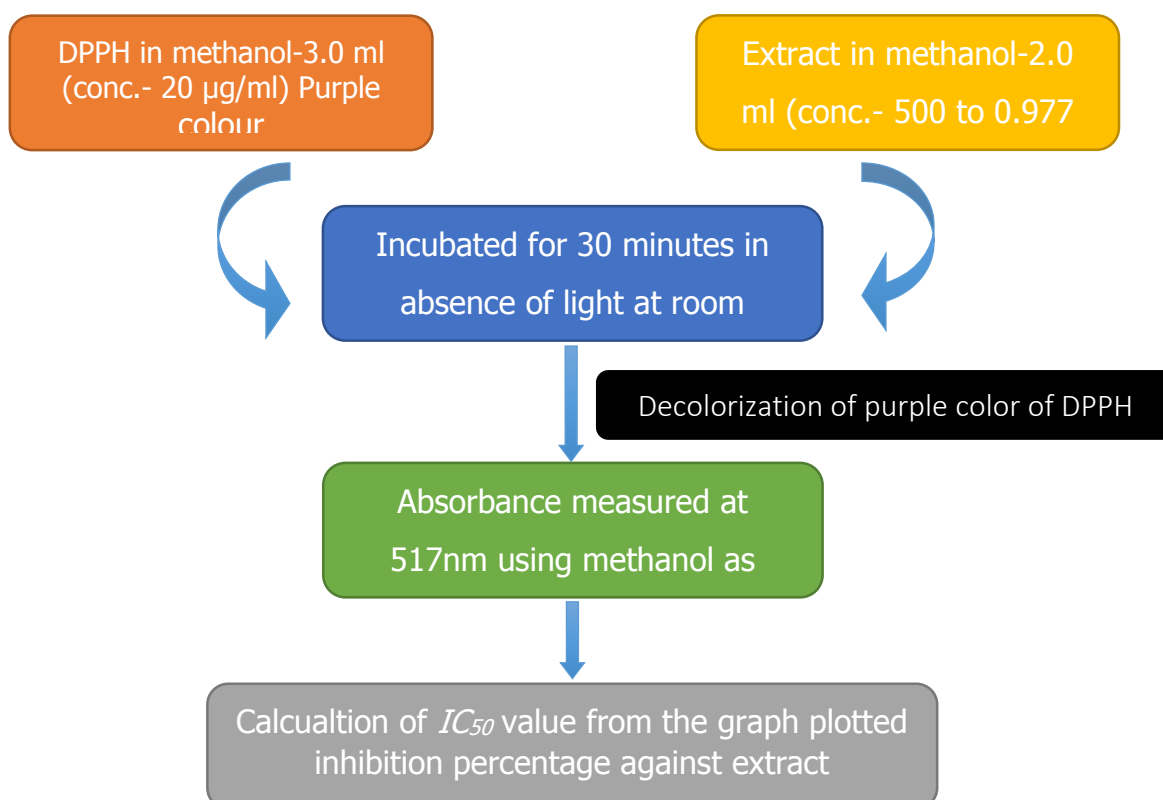 DPPH in methanol-3.0 ml
(conc.- 20 µg/ml) Purple
colour
Extract in methanol-2.0
ml (conc.- 500 to 0.977
Incubated for 30 minutes in
absence of light at room
Decolorization of purple color of DPPH
Absorbance measured at
517nm using methanol as
Calcualtion of IC50 value from the graph plotted
inhibition percentage against extract